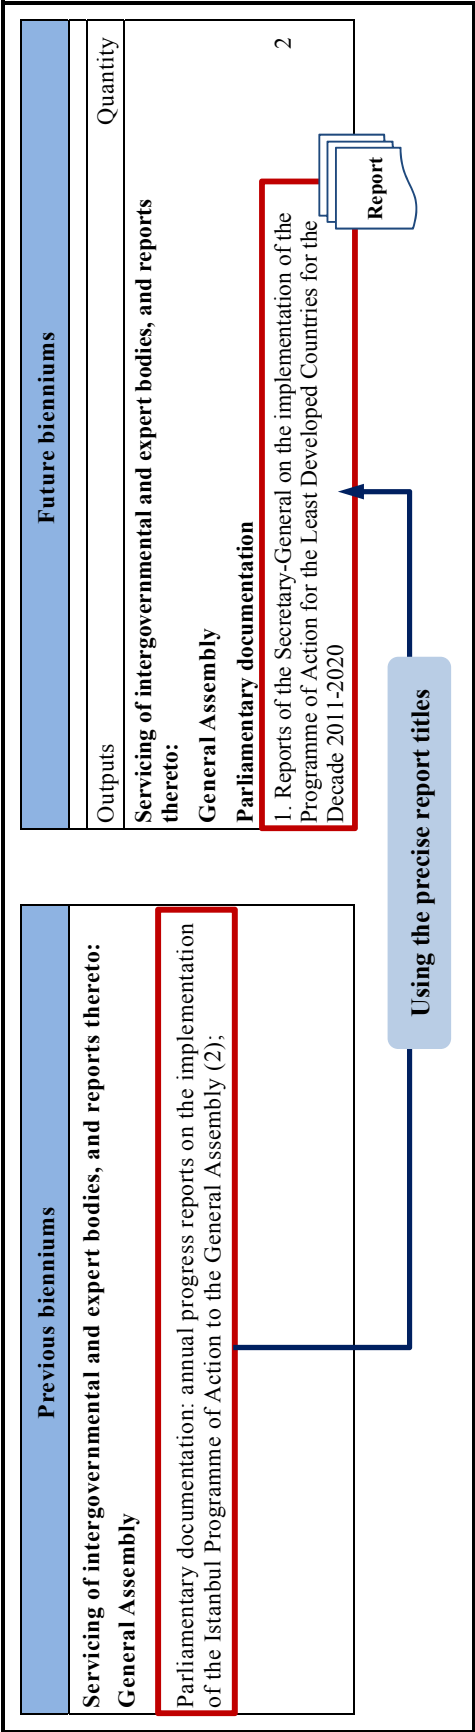 Previous bienniums
Servicing of intergovernmental and expert bodies, and reports thereto:
General Assembly
Parliamentary documentation: annual progress reports on the implementation
of the Istanbul Programme of Action to the General Assembly (2);
Future bienniums
Outputs Quantity
Servicing of intergovernmental and expert bodies, and reports
thereto:
General Assembly
Parliamentary documentation
1. Reports of the Secretary-General on the implementation of the 2
Programme of Action for the Least Developed Countries for the
Decade 2011-2020
Report
Using the precise report titles